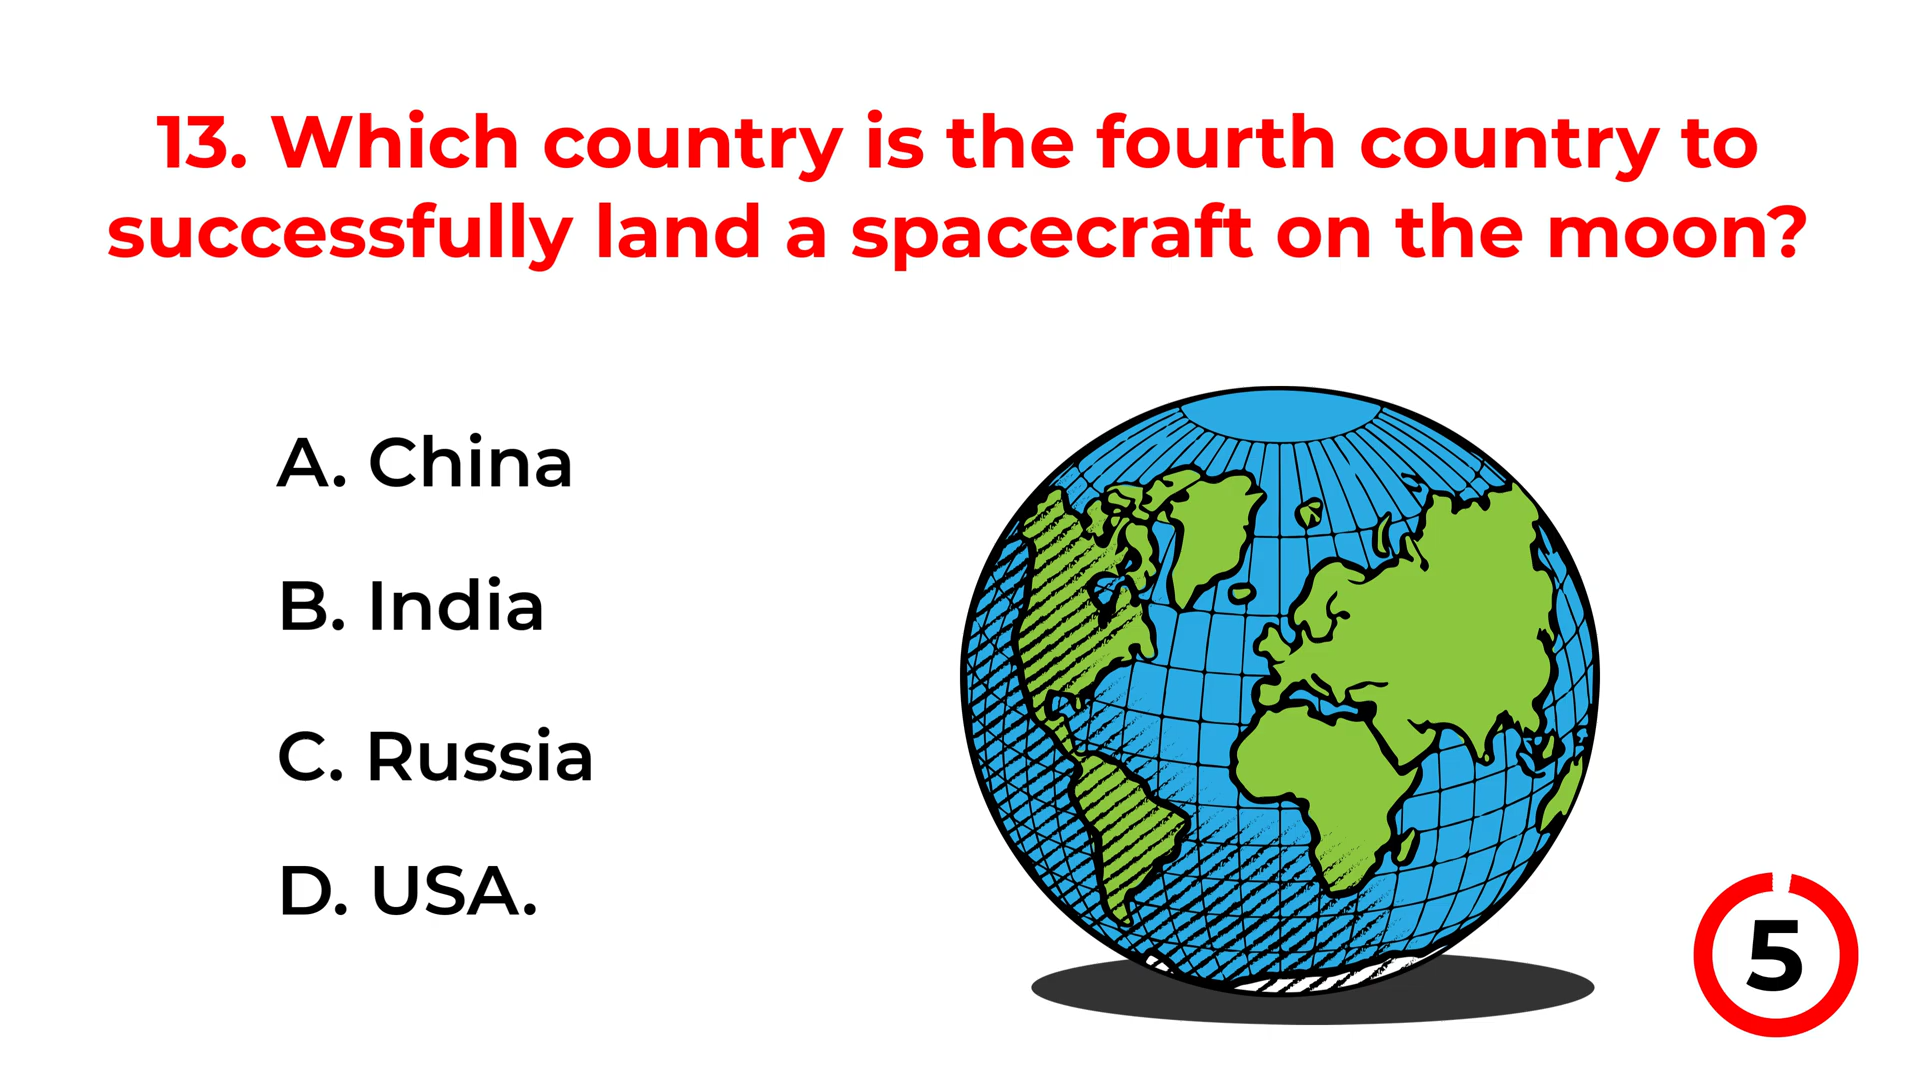 13. Which country is the fourth country to
successfully land a spacecraft on the moon?
A. China
B. India
C. Russia
D. USA.
5